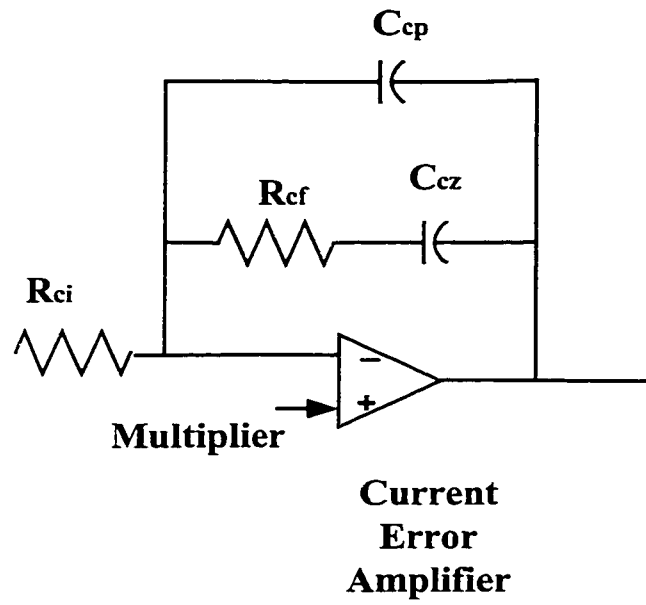 Ccp
Rcf
Ccz
Rci
−
+
Multiplier
Current
Error
Amplifier